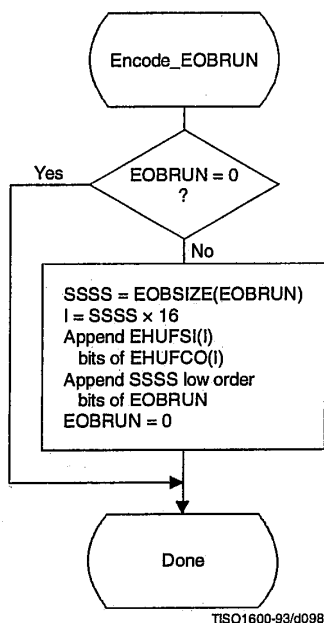 Encode_EOBRUN
Yes
EOBRUN = 0
?
No
SSSS = EOBSIZE(EOBRUN)
I = SSSS × 16
Append EHUFSI(I)
bits of EHUFCO(I)
Append SSSS low order
bits of EOBRUN
EOBRUN = 0
Done
TISO1600-93/d098